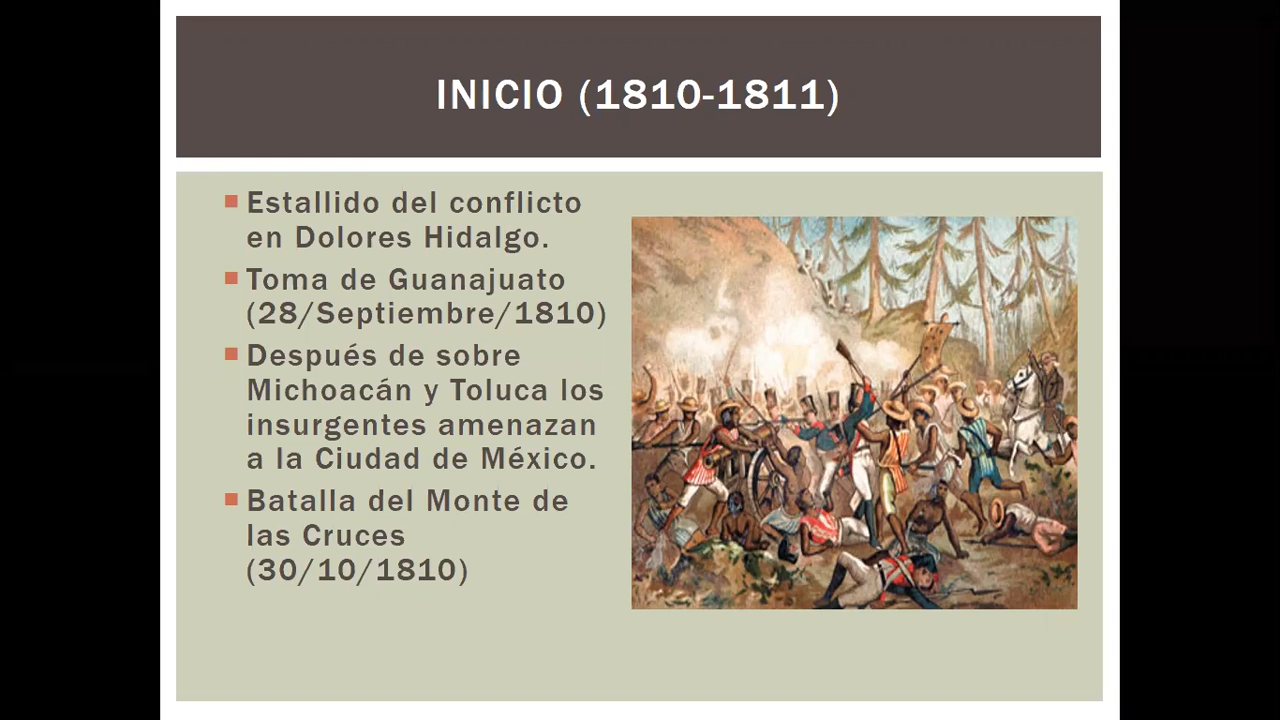 INICIO (1810-1811)
Estallido del conflicto
en Dolores Hidalgo.
Toma de Guanajuato
(28/Septiembre/1810)
Después de sobre
Michoacán y Toluca los
insurgentes amenazan
a la Ciudad de México.
Batalla del Monte de
las Cruces
(30/10/1810)